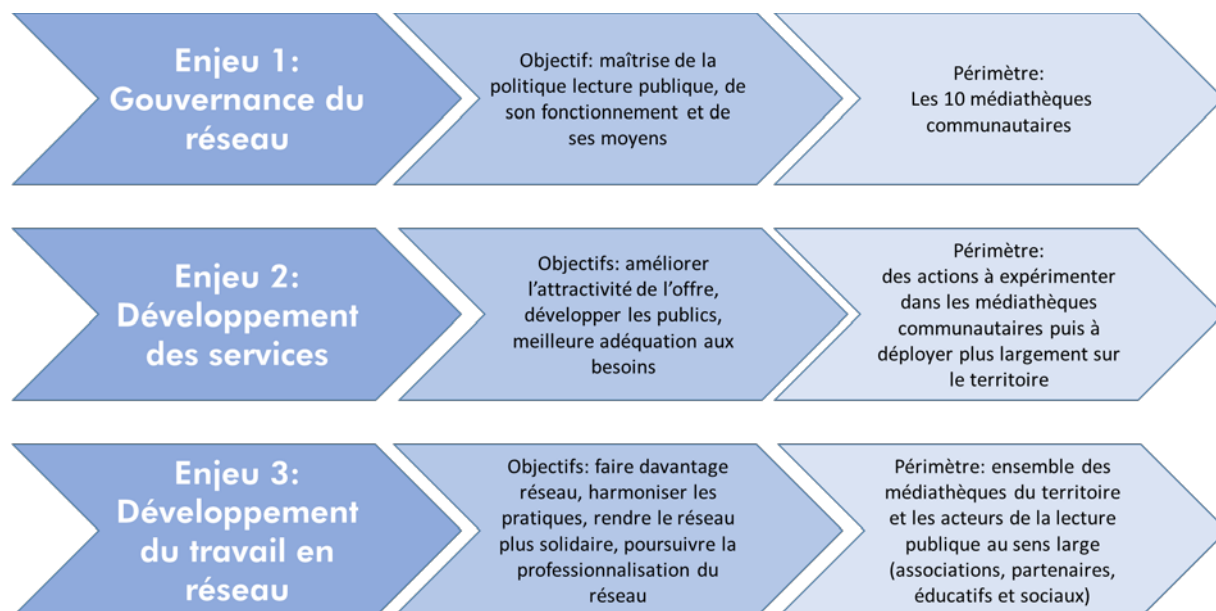 Enjeu 1:
Gouvernance du
réseau
Objectif: maîtrise de la
politique lecture publique, de
son fonctionnement et de
ses moyens
Périmètre:
Les 10 médiathèques
communautaires
Enjeu 2:
Développement
des services
Objectifs: améliorer
l’attractivité de l’offre,
développer les publics,
meilleure adéquation aux
besoins
Périmètre:
des actions à expérimenter
dans les médiathèques
communautaires puis à
déployer plus largement sur
le territoire
Enjeu 3:
Développement
du travail en
réseau
Objectifs: faire davantage
réseau, harmoniser les
pratiques, rendre le réseau
plus solidaire, poursuivre la
professionnalisation du
réseau
Périmètre: ensemble des
médiathèques du territoire
et les acteurs de la lecture
publique au sens large
(associations, partenaires,
éducatifs et sociaux)